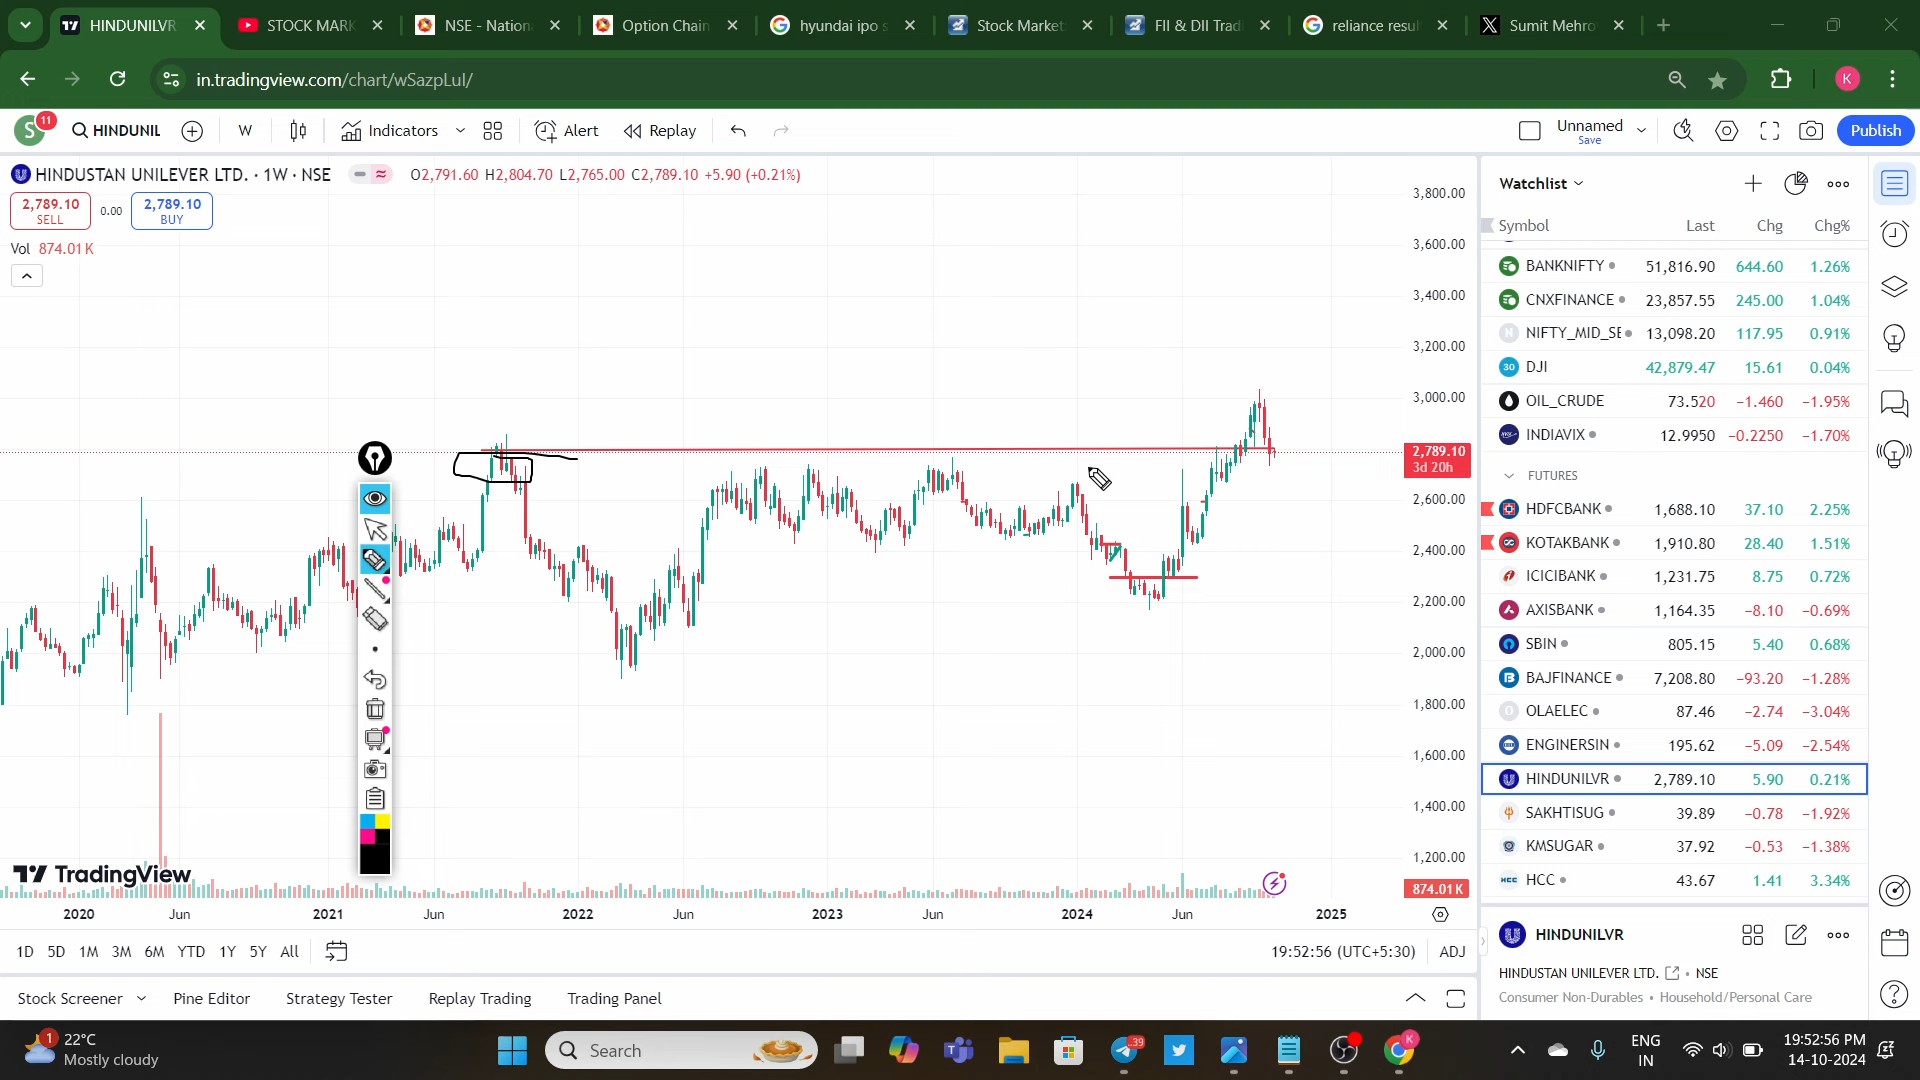 HINDUNILVR
STOCK MARK
NSE - Nation
Option Chain
hyundai ipo s
Stock Market
FII & DII Tradi
reliance result
Sumit Mehro
in.tradingview.com/chart/wSazpLul/
S 11
HINDUNIL
W
Indicators
Alert
Replay
Unnamed
Save
Publish
HINDUSTAN UNILEVER LTD. · 1W · NSE
O2,791.60 H2,804.70 L2,765.00 C2,789.10 +5.90 (+0.21%)
2,789.10
SELL
0.00
2,789.10
BUY
Vol 874.01 K
3,800.00
3,600.00
3,400.00
3,200.00
3,000.00
2,789.10
3d 20h
2,600.00
2,400.00
2,200.00
2,000.00
1,800.00
1,600.00
1,400.00
1,200.00
874.01 K
TradingView
2020 Jun 2021 Jun 2022 Jun 2023 Jun 2024 Jun 2025
1D 5D 1M 3M 6M YTD 1Y 5Y All
19:52:56 (UTC+5:30) ADJ
Stock Screener
Pine Editor
Strategy Tester
Replay Trading
Trading Panel
Watchlist
Symbol Last Chg Chg%
BANKNIFTY 51,816.90 644.60 1.26%
CNXFINANCE 23,857.55 245.00 1.04%
NIFTY_MID_SE 13,098.20 117.95 0.91%
30 DJI 42,879.47 15.61 0.04%
OIL_CRUDE 73.520 −1.460 −1.95%
INDIAVIX 12.9950 −0.2250 −1.70%
FUTURES
HDFCBANK 1,688.10 37.10 2.25%
KOTAKBANK 1,910.80 28.40 1.51%
ICICIBANK 1,231.75 8.75 0.72%
AXISBANK 1,164.35 −8.10 −0.69%
SBIN 805.15 5.40 0.68%
BAJFINANCE 7,208.80 −93.20 −1.28%
OLAELEC 87.46 −2.74 −3.04%
ENGINERSIN 195.62 −5.09 −2.54%
HINDUNILVR 2,789.10 5.90 0.21%
SAKHTISUG 39.89 −0.78 −1.92%
KMSUGAR 37.92 −0.53 −1.38%
HCC HCC 43.67 1.41 3.34%
HINDUNILVR
HINDUSTAN UNILEVER LTD. • NSE
Consumer Non-Durables • Household/Personal Care
1
22°C
Mostly cloudy
Search
39
ENG
IN
19:52:56 PM
14-10-2024